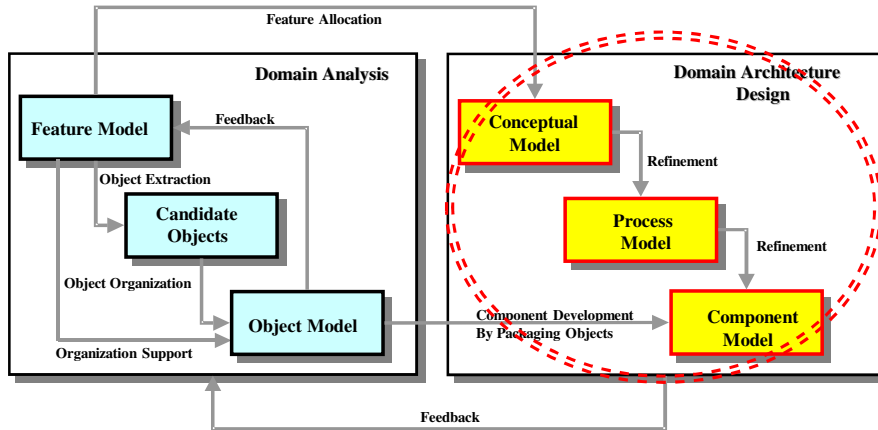 Feature Allocation
Domain Analysis
Feature Model
Feedback
Object Extraction
Candidate
Objects
Object Organization
Object Model
Organization Support
Domain Architecture
Design
Conceptual
Model
Refinement
Process
Model
Refinement
Component Development
By Packaging Objects
Component
Model
Feedback